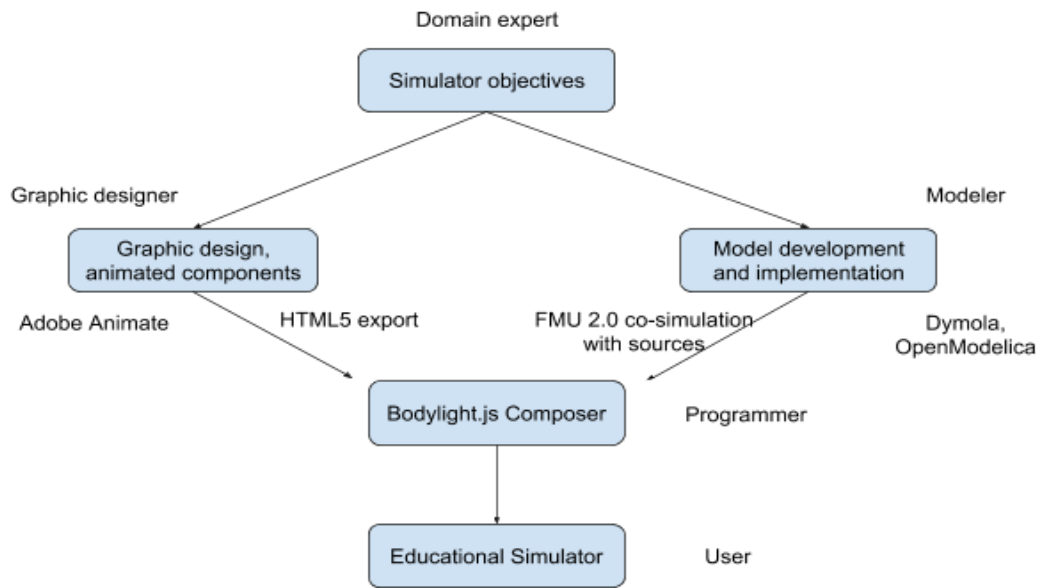 Domain expert
Simulator objectives
Graphic designer
Modeler
Graphic design,
animated components
Model development
and implementation
Adobe Animate
HTML5 export
FMU 2.0 co-simulation
with sources
Dymola,
OpenModelica
Bodylight.js Composer
Programmer
Educational Simulator
User